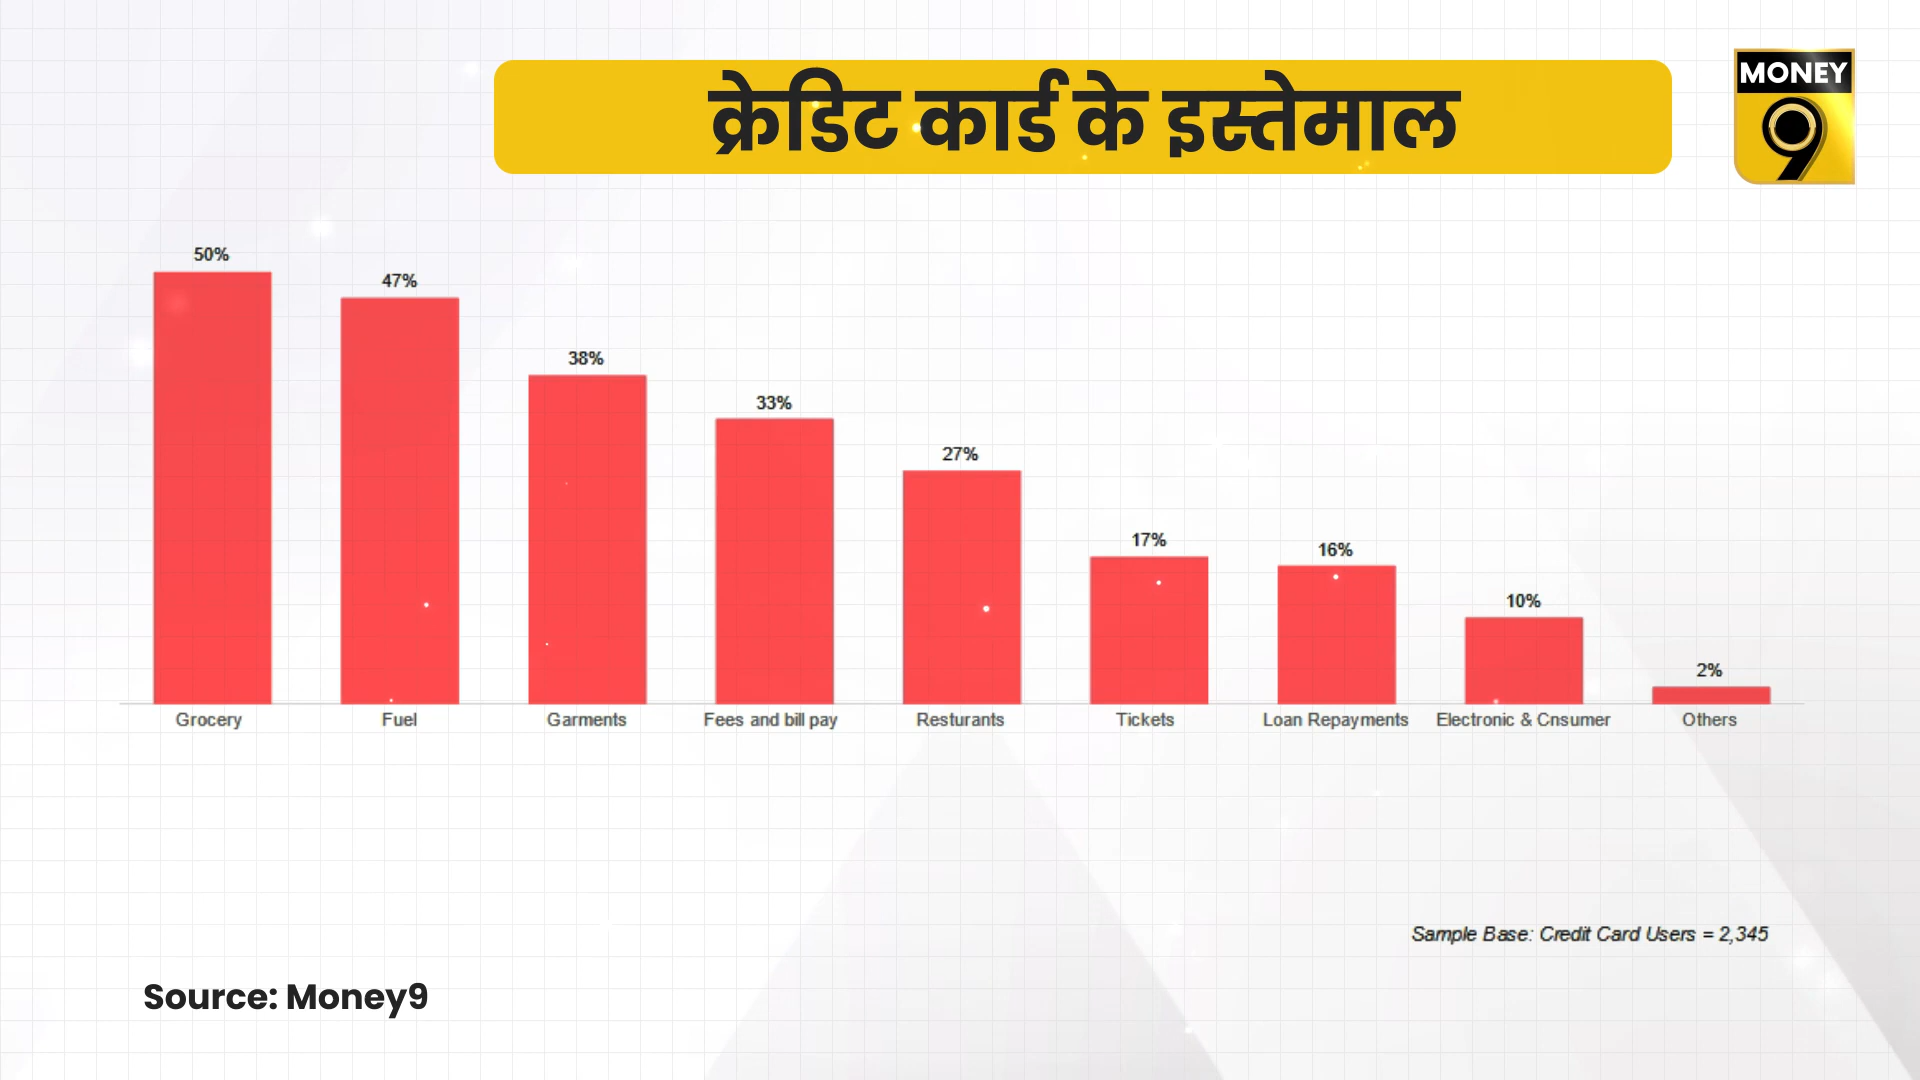 क्रेडिट कार्ड के इस्तेमाल
MONEY
9
50%
47%
38%
33%
27%
17%
16%
10%
2%
Grocery
Fuel
Garments
Fees and bill pay
Resturants
Tickets
Loan Repayments
Electronic & Cnsumer
Others
Sample Base: Credit Card Users = 2,345
Source: Money9